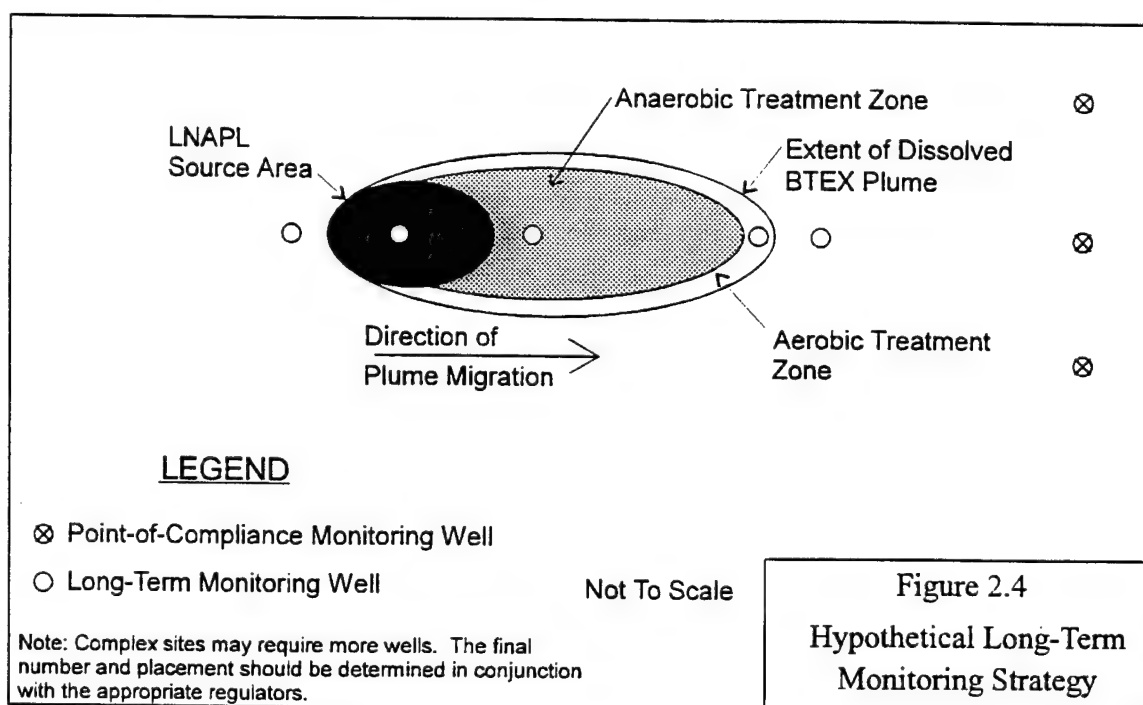 Anaerobic Treatment Zone
LNAPL
Source Area
Extent of Dissolved
BTEX Plume
Direction of
Plume Migration
Aerobic Treatment
Zone
LEGEND
⊗ Point-of-Compliance Monitoring Well
○ Long-Term Monitoring Well
Not To Scale
Note: Complex sites may require more wells. The final
number and placement should be determined in conjunction
with the appropriate regulators.
Figure 2.4
Hypothetical Long-Term
Monitoring Strategy